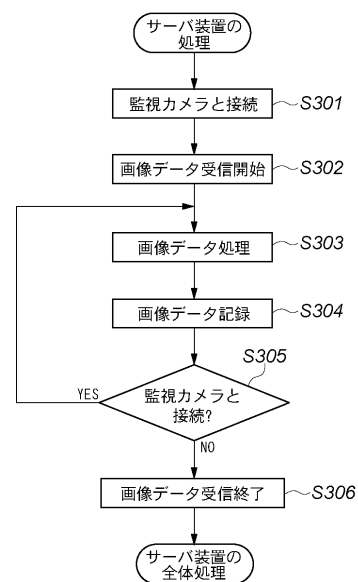 サーバ装置の
処理
監視カメラと接続
S301
画像データ受信開始
S302
画像データ処理
S303
画像データ記録
S304
S305
監視カメラと
接続?
YES
NO
画像データ受信終了
S306
サーバ装置の
全体処理